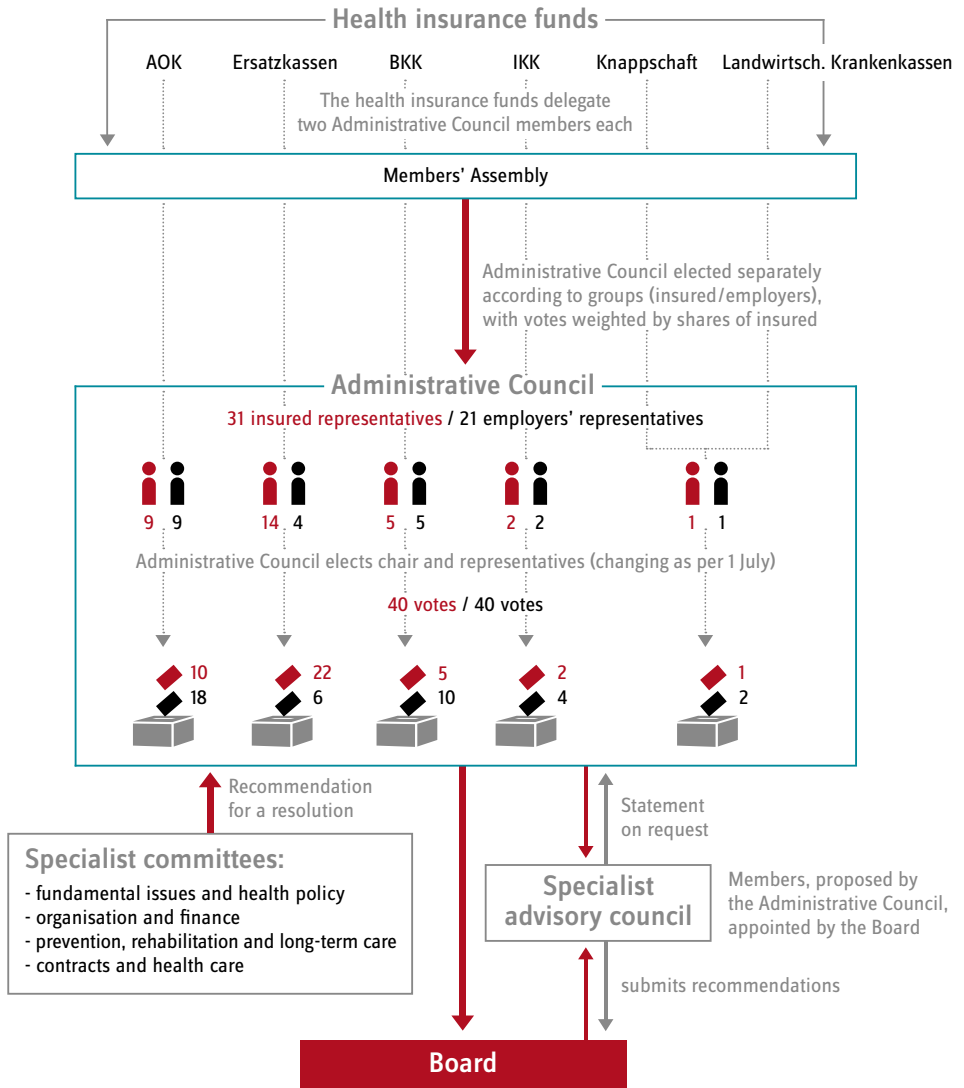 Health insurance funds
AOK
Ersatzkassen
BKK
IKK
Knappschaft
Landwirtsch. Krankenkassen
The health insurance funds delegate
two Administrative Council members each
Members’ Assembly
Administrative Council elected separately
according to groups (insured/employers),
with votes weighted by shares of insured
Administrative Council
31 insured representatives / 21 employers’ representatives
9 9
14 4
5 5
2 2
1 1
Administrative Council elects chair and representatives (changing as per 1 July)
40 votes / 40 votes
10
18
22
6
5
10
2
4
1
2
Recommendation
for a resolution
Statement
on request
Specialist committees:
- fundamental issues and health policy
- organisation and finance
- prevention, rehabilitation and long-term care
- contracts and health care
Specialist
advisory council
Members, proposed by
the Administrative Council,
appointed by the Board
submits recommendations
Board